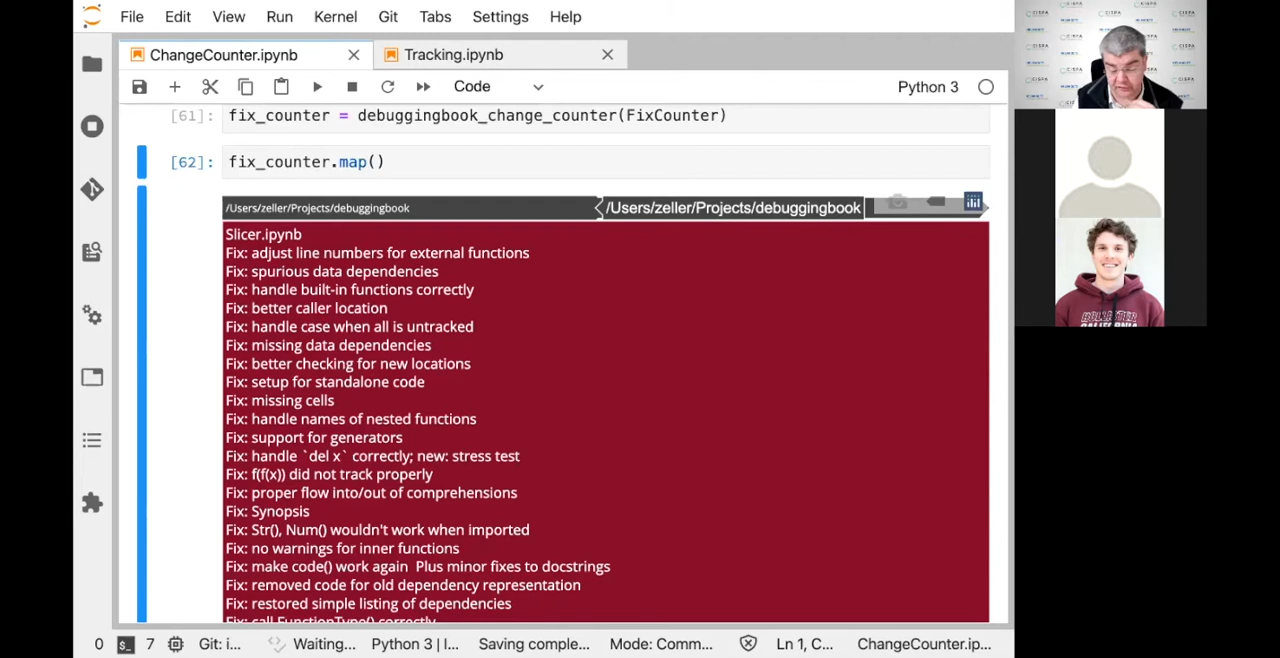 File Edit View Run Kernel Git Tabs Settings Help
ChangeCounter.ipynb
Tracking.ipynb
Code
Python 3
[61]: fix_counter = debuggingbook_change_counter(FixCounter)
[62]: fix_counter.map()
/Users/zeller/Projects/debuggingbook
/Users/zeller/Projects/debuggingbook
Slicer.ipynb
Fix: adjust line numbers for external functions
Fix: spurious data dependencies
Fix: handle built-in functions correctly
Fix: better caller location
Fix: handle case when all is untracked
Fix: missing data dependencies
Fix: better checking for new locations
Fix: setup for standalone code
Fix: missing cells
Fix: handle names of nested functions
Fix: support for generators
Fix: handle `del x` correctly; new: stress test
Fix: f(f(x)) did not track properly
Fix: proper flow into/out of comprehensions
Fix: Synopsis
Fix: Str(), Num() wouldn't work when imported
Fix: no warnings for inner functions
Fix: make code() work again  Plus minor fixes to docstrings
Fix: removed code for old dependency representation
Fix: restored simple listing of dependencies
Fix: call FunctionType() correctly
0 7 Git: i... Waiting... Python 3 | I... Saving comple... Mode: Comm... Ln 1, C... ChangeCounter.ip...
CISPA
HOLLISTER
CALIFORNIA